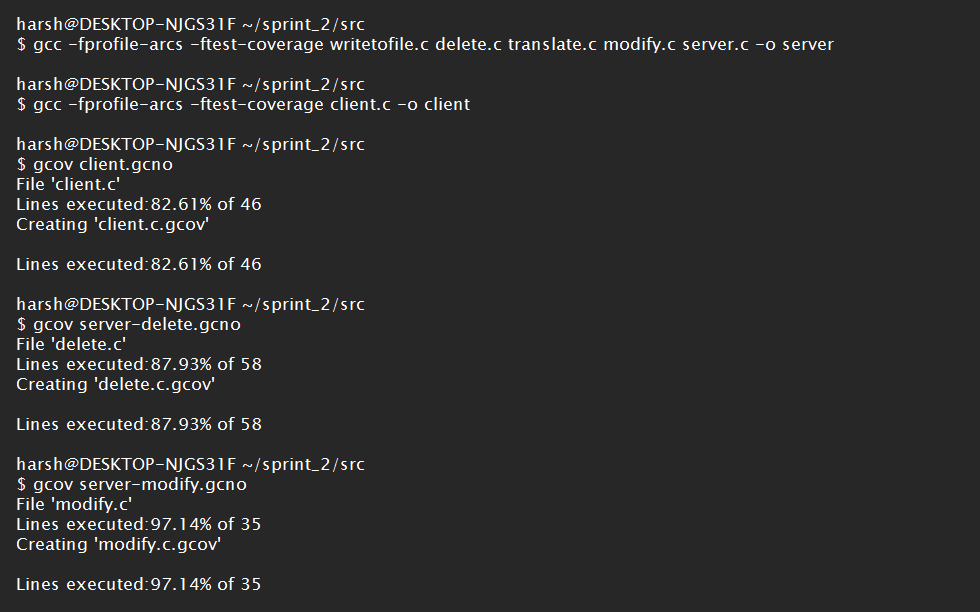 harsh@DESKTOP-NJGS31F ~/sprint_2/src
$ gcc -fprofile-arcs -ftest-coverage writetofile.c delete.c translate.c modify.c server.c -o server
harsh@DESKTOP-NJGS31F ~/sprint_2/src
$ gcc -fprofile-arcs -ftest-coverage client.c -o client
harsh@DESKTOP-NJGS31F ~/sprint_2/src
$ gcov client.gcno
File 'client.c'
Lines executed:82.61% of 46
Creating 'client.c.gcov'
Lines executed:82.61% of 46
harsh@DESKTOP-NJGS31F ~/sprint_2/src
$ gcov server-delete.gcno
File 'delete.c'
Lines executed:87.93% of 58
Creating 'delete.c.gcov'
Lines executed:87.93% of 58
harsh@DESKTOP-NJGS31F ~/sprint_2/src
$ gcov server-modify.gcno
File 'modify.c'
Lines executed:97.14% of 35
Creating 'modify.c.gcov'
Lines executed:97.14% of 35